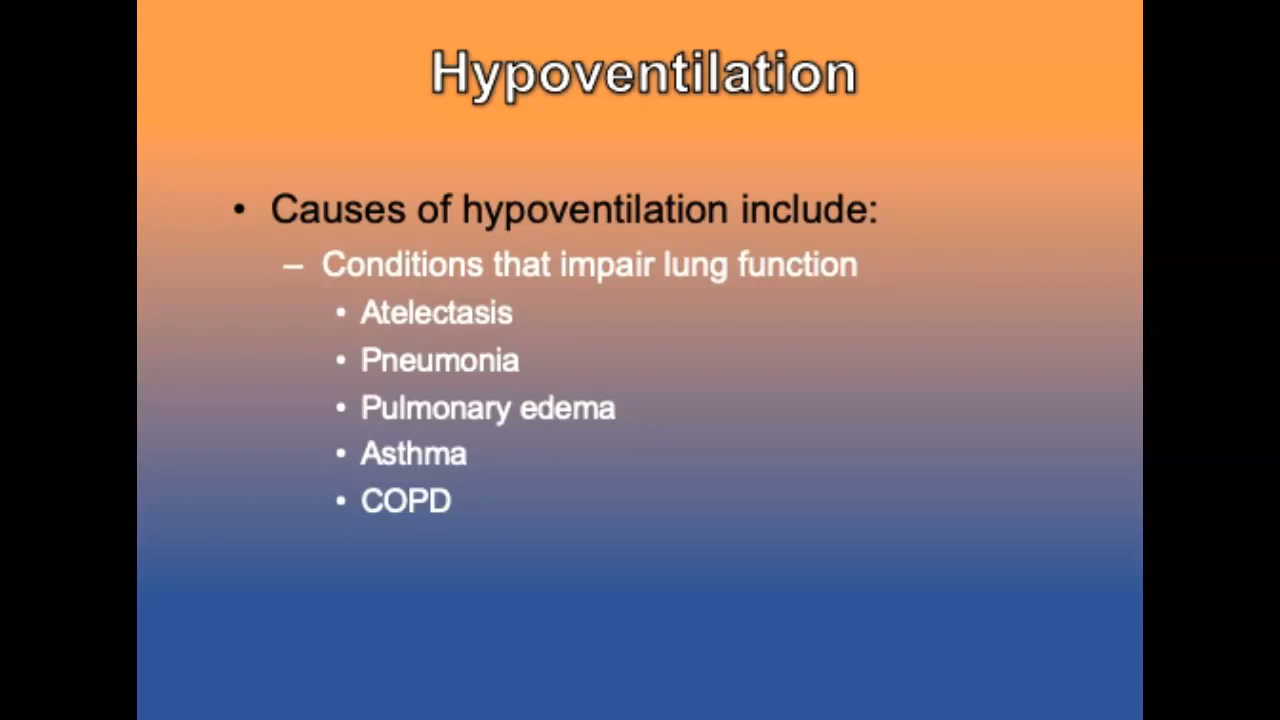 Hypoventilation
• Causes of hypoventilation include:
– Conditions that impair lung function
• Atelectasis
• Pneumonia
• Pulmonary edema
• Asthma
• COPD